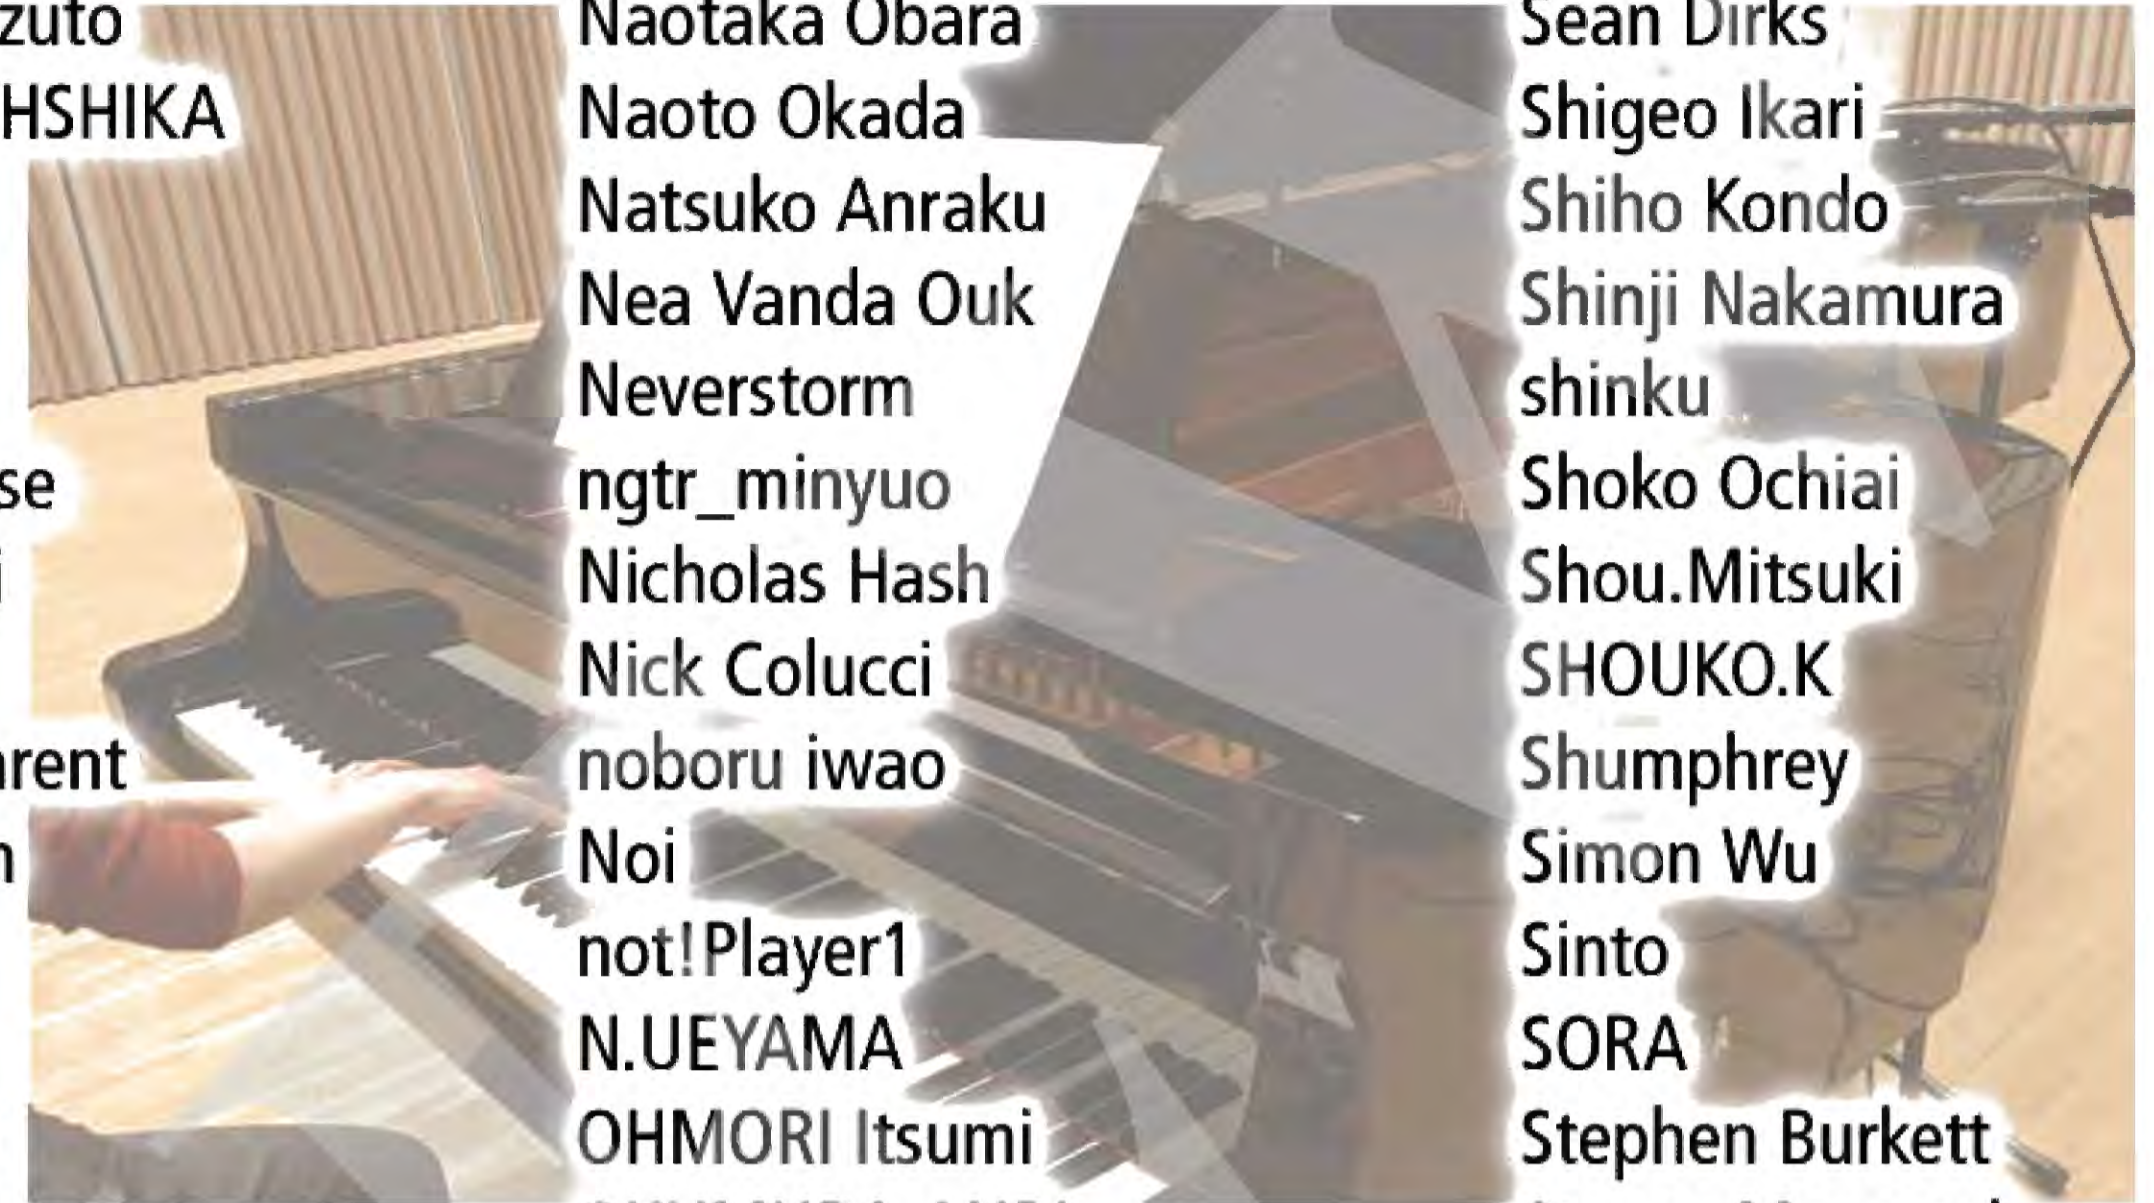 HSHIKA
Naotaka Obara
Naoto Okada
Natsuko Anraku
Nea Vanda Ouk
Neverstorm
ngtr_minyuo
Nicholas Hash
Nick Colucci
noboru iwao
Noi
not!Player1
N.UEYAMA
OHMORI Itsumi
Sean Dirks
Shigeo Ikari
Shiho Kondo
Shinji Nakamura
shinku
Shoko Ochiai
Shou.Mitsuki
SHOUKO.K
Shumphrey
Simon Wu
Sinto
SORA
Stephen Burkett